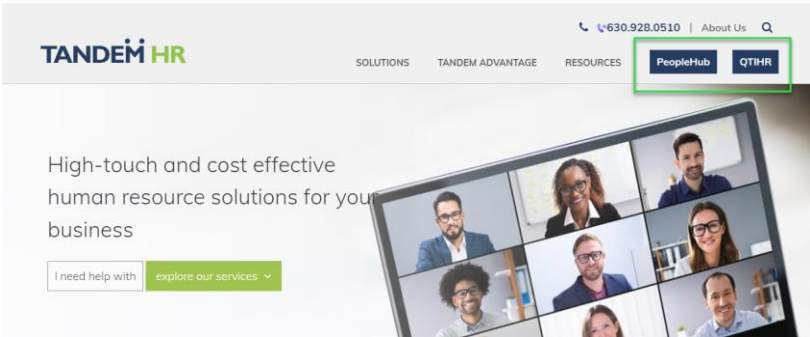 630.928.0510 | About Us
TANDEM HR
SOLUTIONS TANDEM ADVANTAGE RESOURCES PeopleHub QTIHR
High-touch and cost effective
human resource solutions for your
business
I need help with explore our services